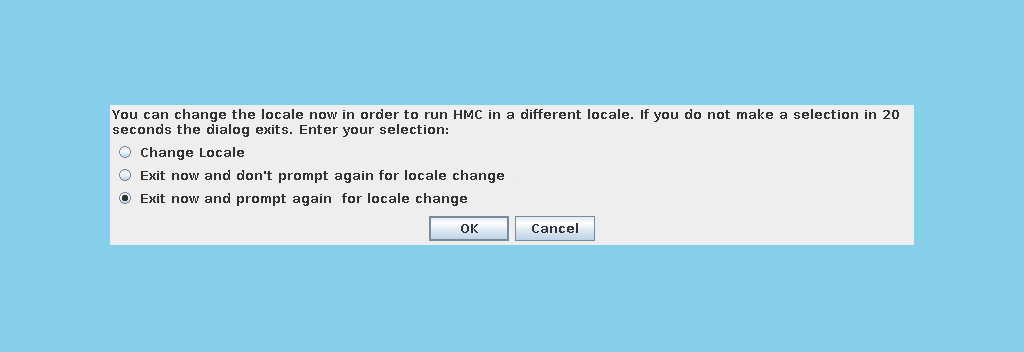 You can change the locale now in order to run HMC in a different locale. If you do not make a selection in 20
seconds the dialog exits. Enter your selection:
Change Locale
Exit now and don't prompt again for locale change
Exit now and prompt again  for locale change
OK Cancel